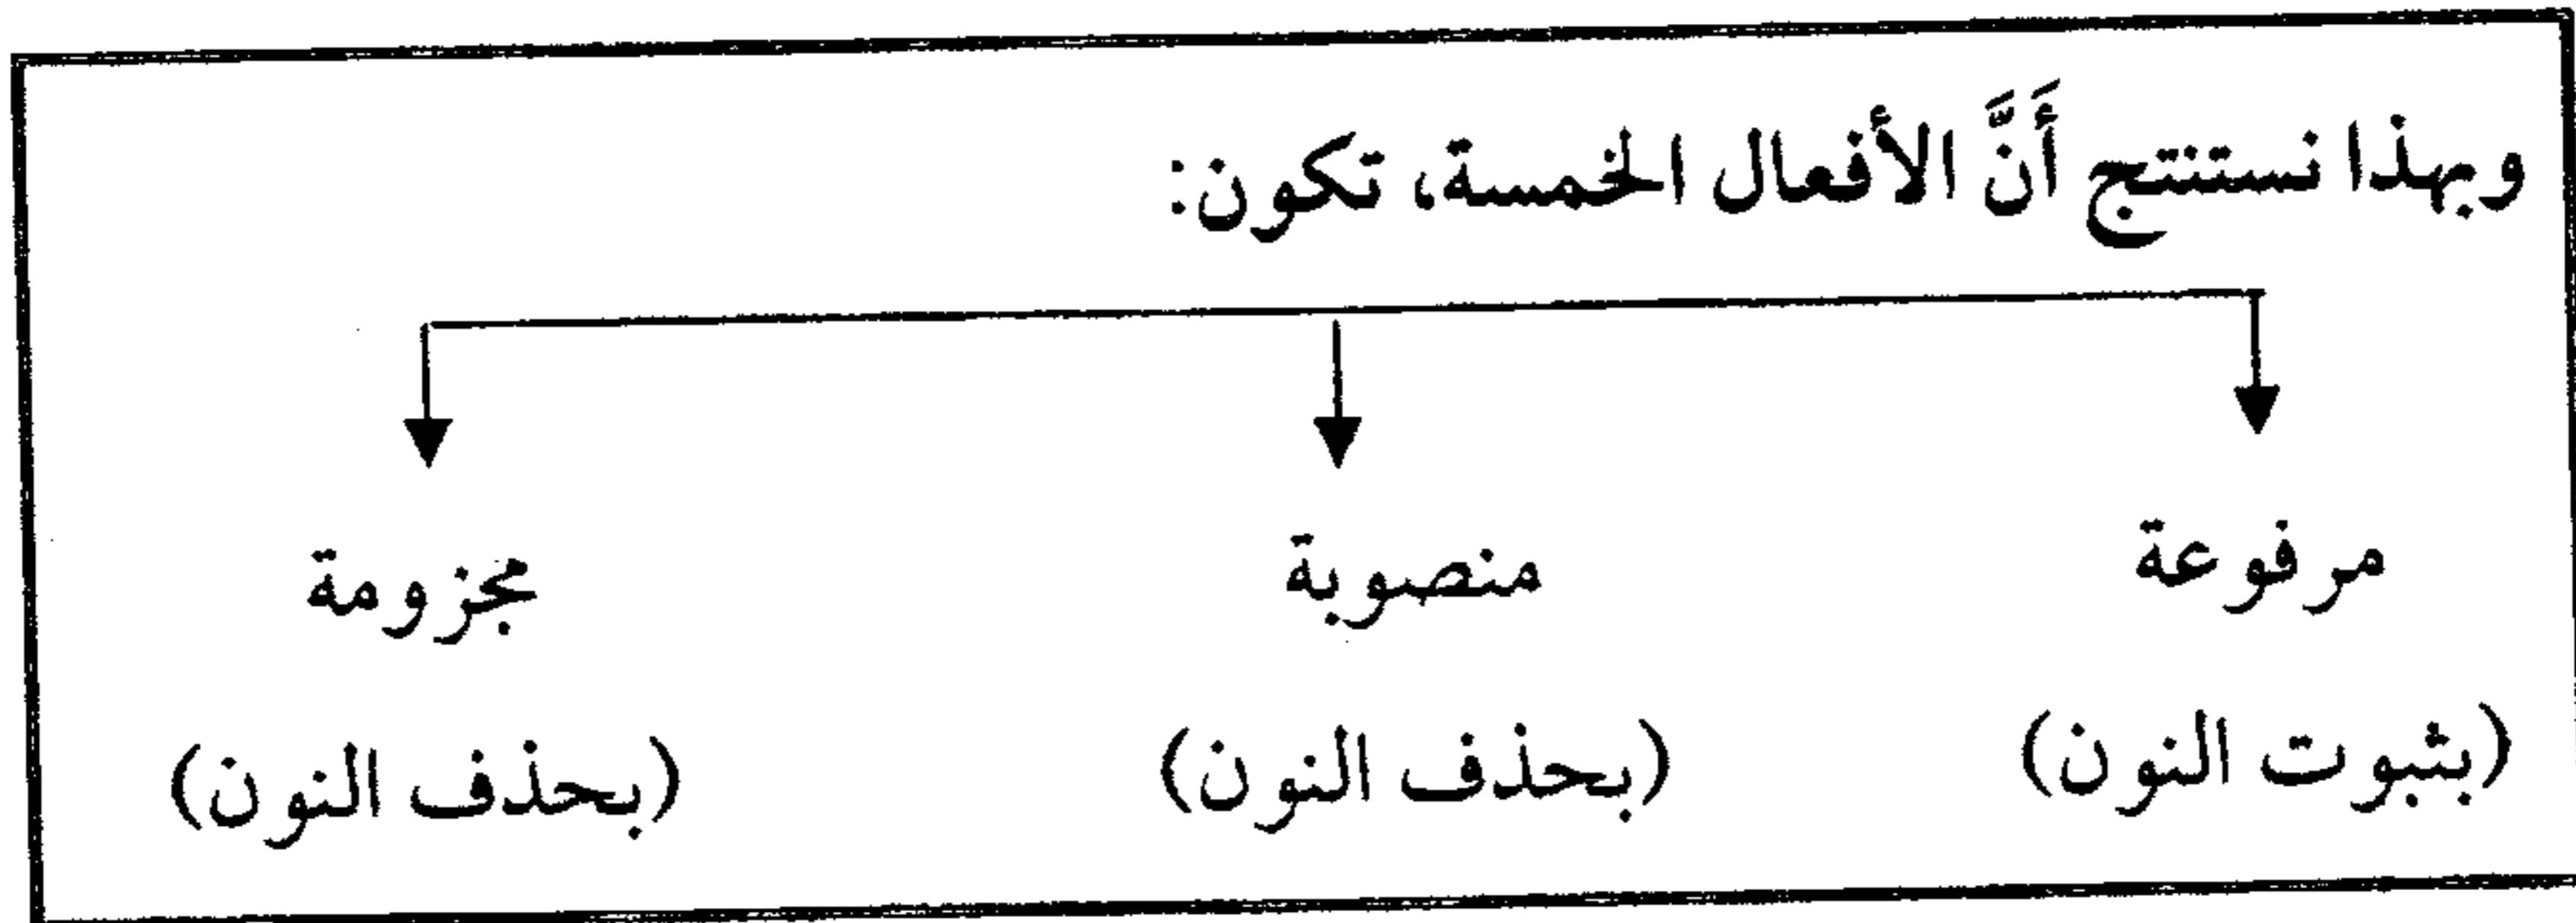 وبهذا نستنتج أَنَّ الأفعال الخمسة، تكون:
مرفوعة منصوبة مجزومة
(بثبوت النون) (بحذف النون) (بحذف النون)